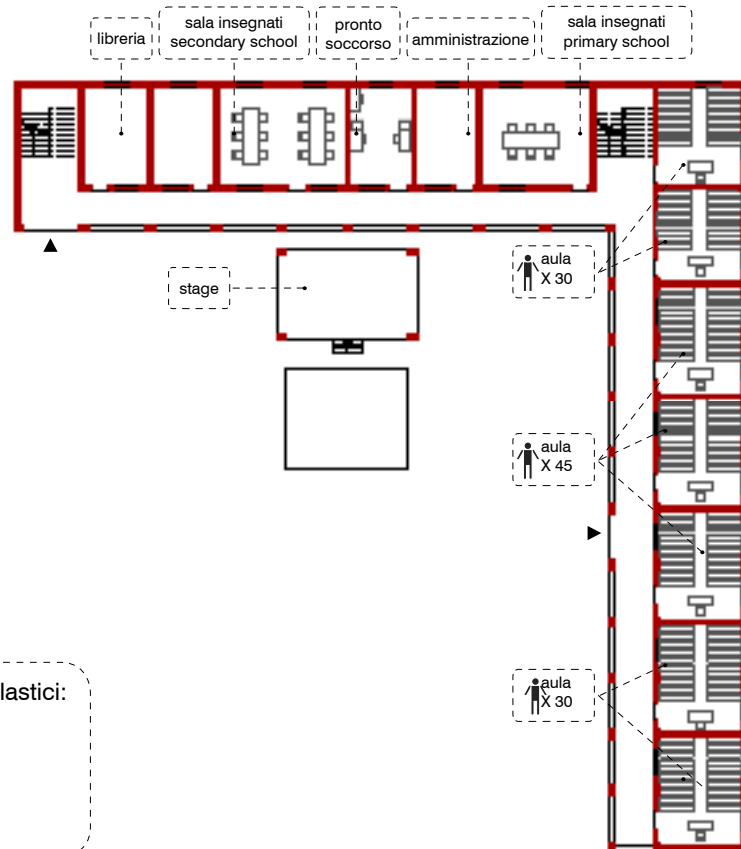 libreria
sala insegnati
secondary school
pronto
soccorso
amministrazione
sala insegnati
primary school
aula
X 30
stage
aula
X 45
lastici:
aula
X 30